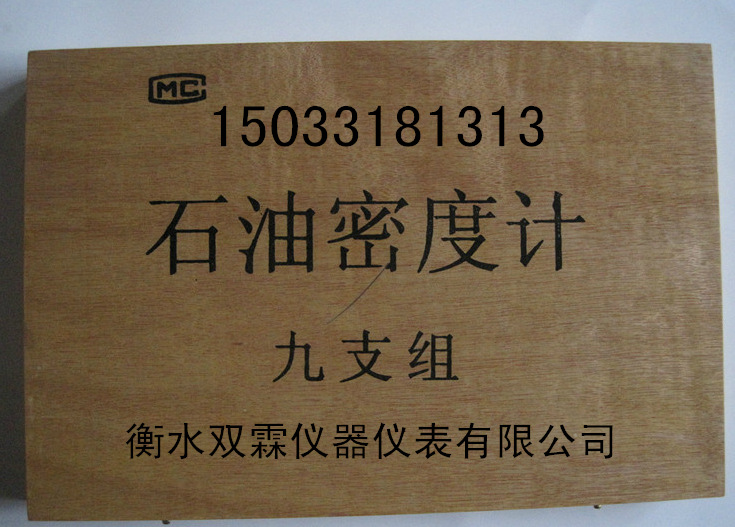 MC
15033181313
石油密度计
九支组
衡水双霖仪器仪表有限公司